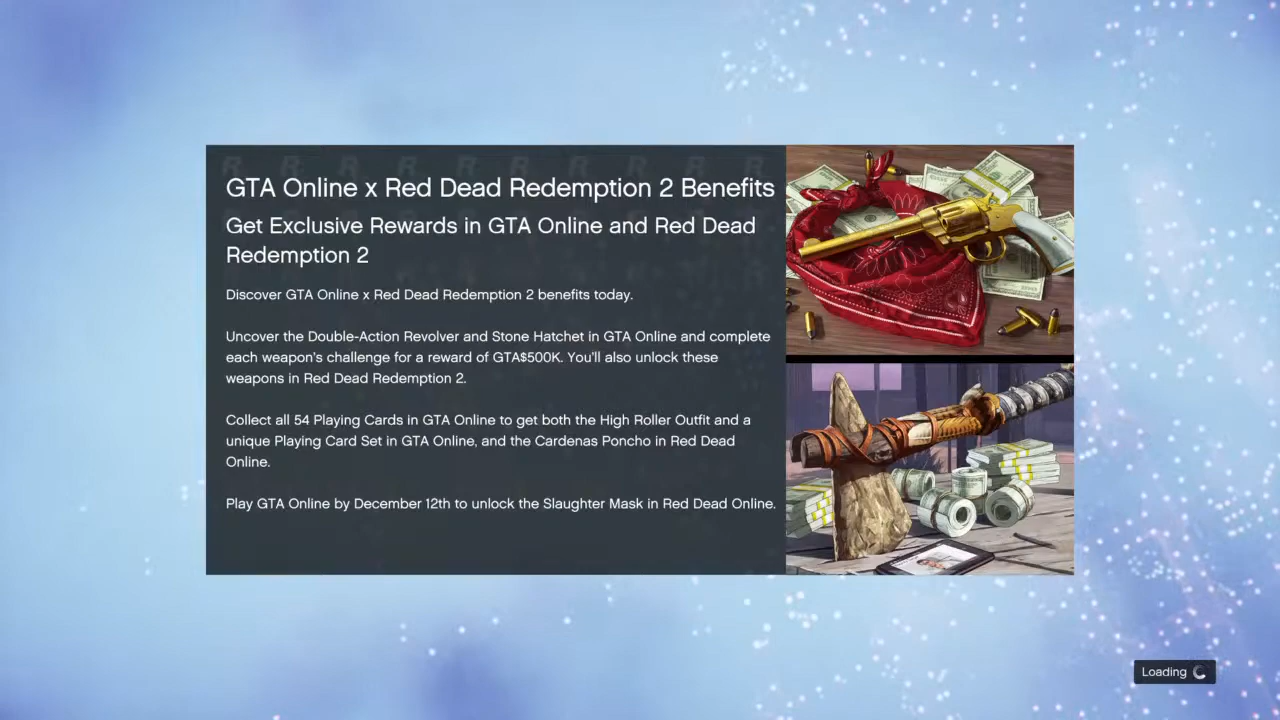 GTA Online x Red Dead Redemption 2 Benefits
Get Exclusive Rewards in GTA Online and Red Dead
Redemption 2
Discover GTA Online x Red Dead Redemption 2 benefits today.
Uncover the Double-Action Revolver and Stone Hatchet in GTA Online and complete
each weapon's challenge for a reward of GTA$500K. You'll also unlock these
weapons in Red Dead Redemption 2.
Collect all 54 Playing Cards in GTA Online to get both the High Roller Outfit and a
unique Playing Card Set in GTA Online, and the Cardenas Poncho in Red Dead
Online.
Play GTA Online by December 12th to unlock the Slaughter Mask in Red Dead Online.
Loading